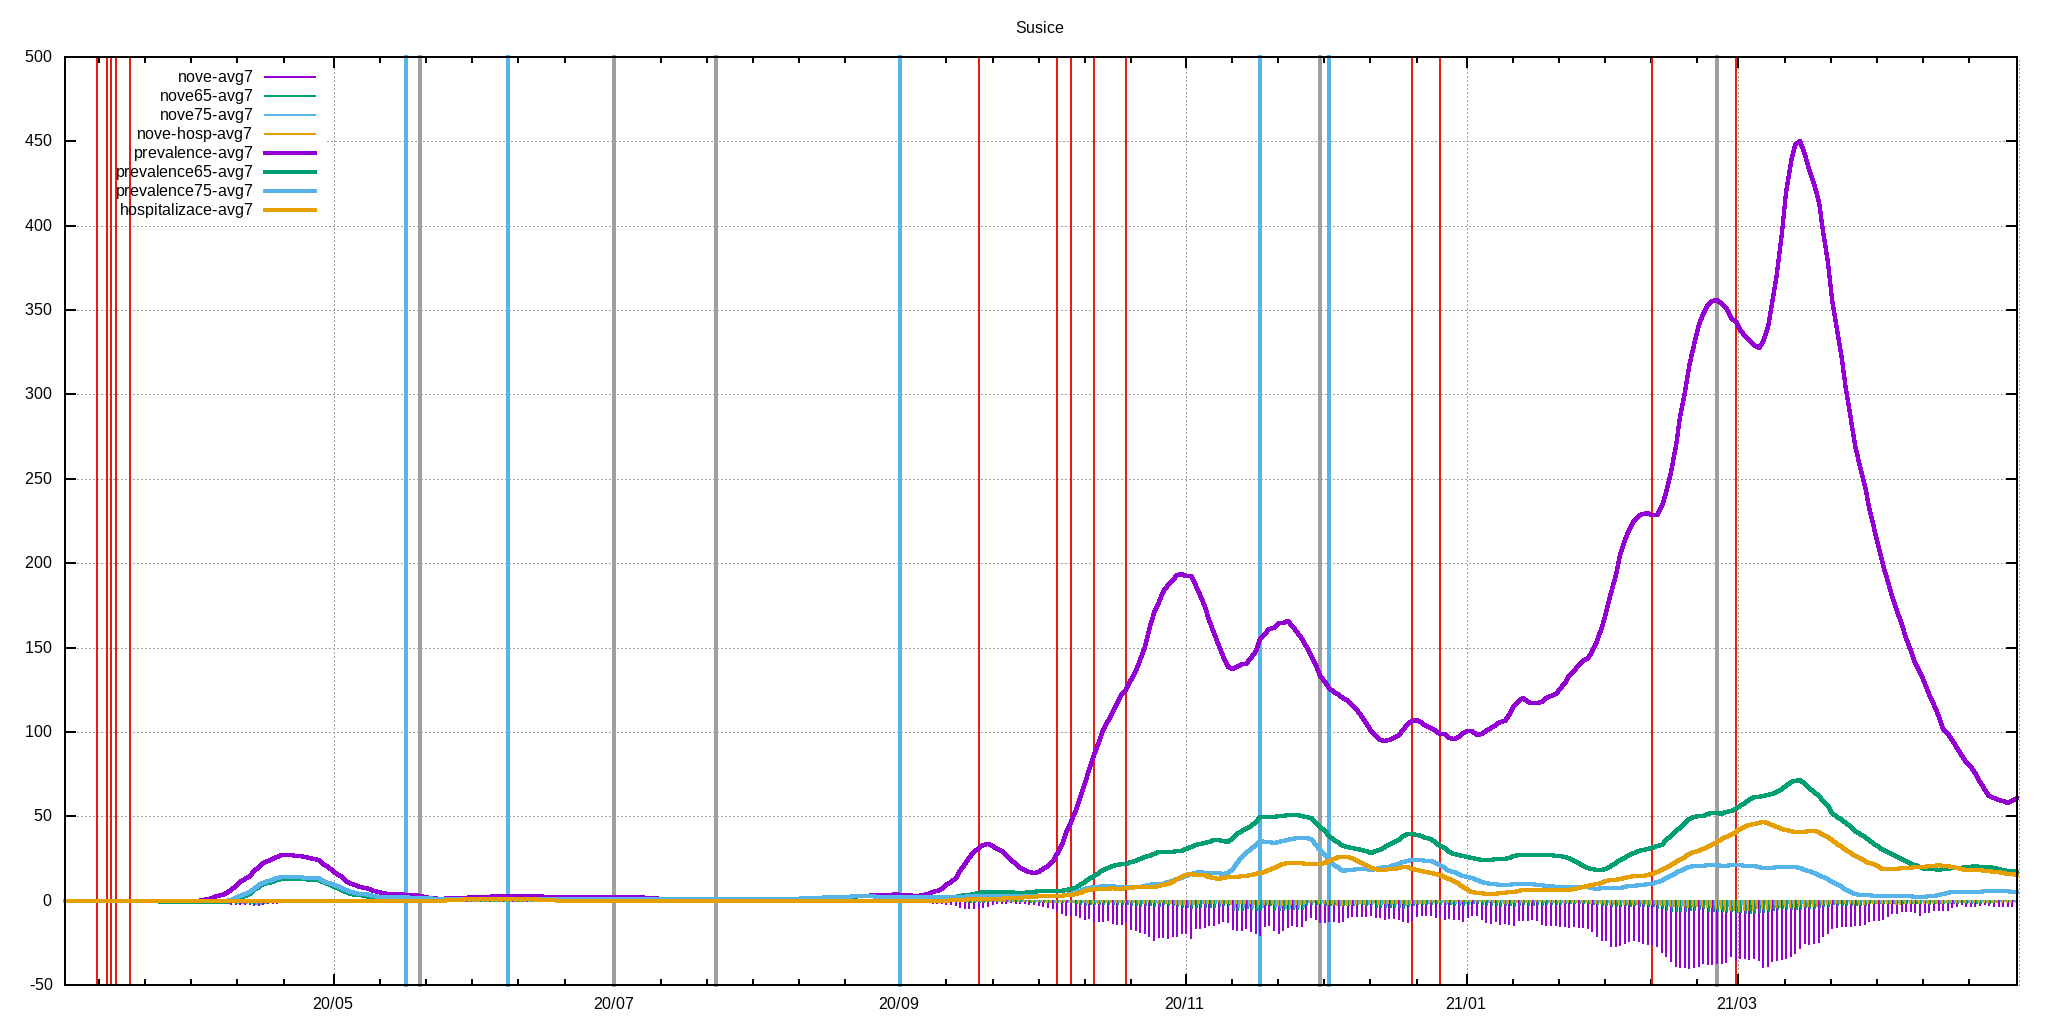 Susice
500
450
400
350
300
250
200
150
100
50
0
-50
nove-avg7
nove65-avg7
nove75-avg7
nove-hosp-avg7
prevalence-avg7
prevalence65-avg7
prevalence75-avg7
hospitalizace-avg7
20/05 20/07 20/09 20/11 21/01 21/03